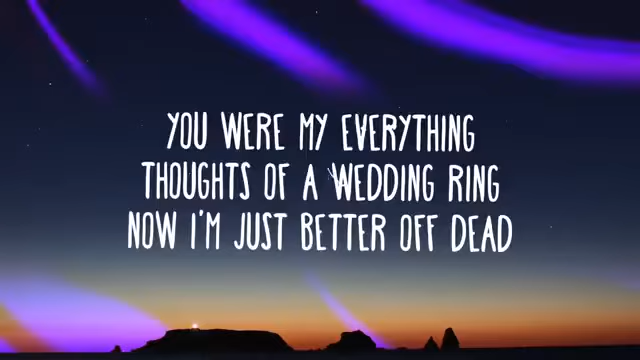 YOU WERE MY EVERYTHING
THOUGHTS OF A WEDDING RING
NOW I'M JUST BETTER OFF DEAD